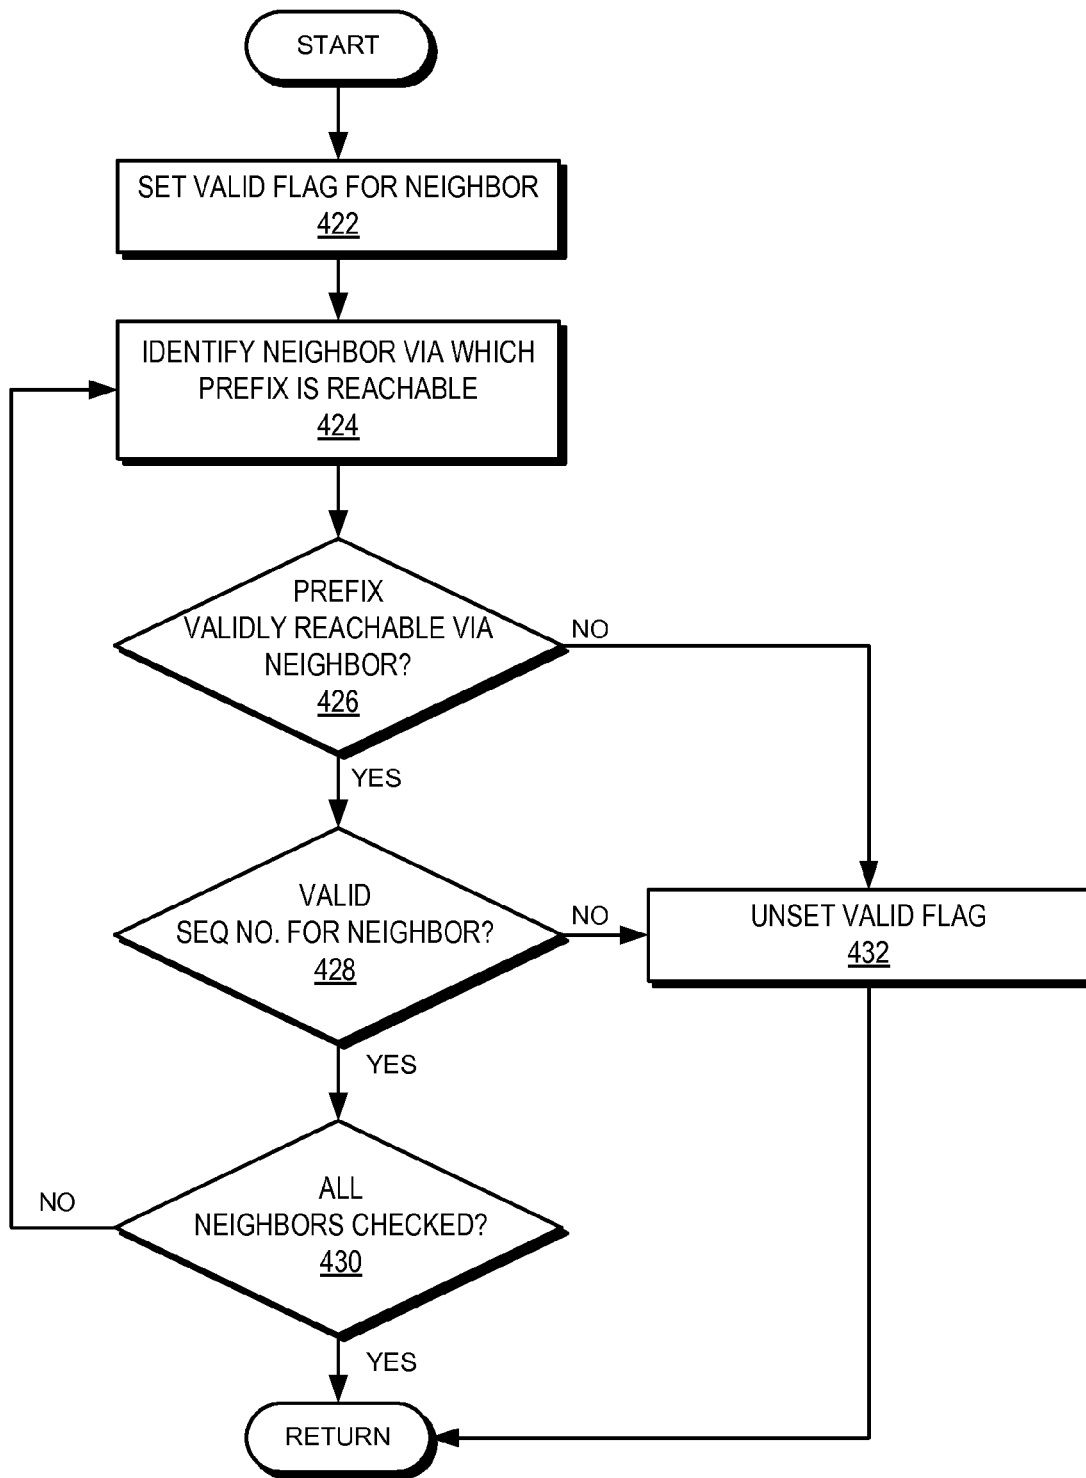 START
SET VALID FLAG FOR NEIGHBOR
422
IDENTIFY NEIGHBOR VIA WHICH
PREFIX IS REACHABLE
424
PREFIX
VALIDLY REACHABLE VIA
NEIGHBOR?
426
NO
YES
VALID
SEQ NO. FOR NEIGHBOR?
428
NO
UNSET VALID FLAG
432
YES
ALL
NEIGHBORS CHECKED?
430
NO
YES
RETURN